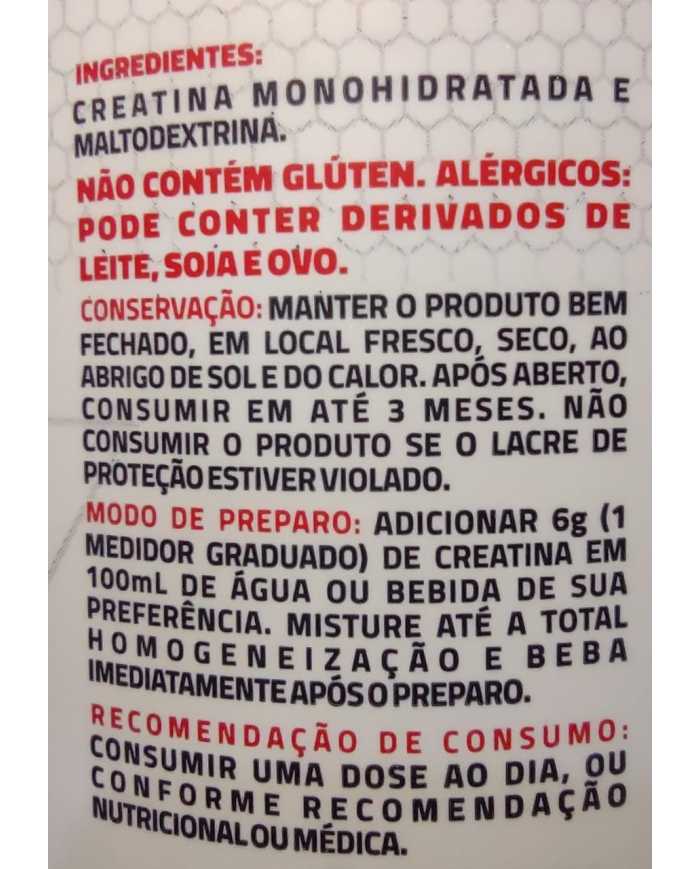 INGREDIENTES:
CREATINA MONOHIDRATADA E
MALTODEXTRINA.
NÃO CONTÉM GLÚTEN. ALÉRGICOS:
PODE CONTER DERIVADOS DE
LEITE, SOJA E OVO.
CONSERVAÇÃO: MANTER O PRODUTO BEM
FECHADO, EM LOCAL FRESCO, SECO, AO
ABRIGO DE SOL E DO CALOR. APÓS ABERTO,
CONSUMIR EM ATÉ 3 MESES. NÃO
CONSUMIR O PRODUTO SE O LACRE DE
PROTEÇÃO ESTIVER VIOLADO.
MODO DE PREPARO: ADICIONAR 6g (1
MEDIDOR GRADUADO) DE CREATINA EM
100mL DE ÁGUA OU BEBIDA DE SUA
PREFERÊNCIA. MISTURE ATÉ A TOTAL
HOMOGENEIZAÇÃO E BEBA
IMEDIATAMENTE APÓS O PREPARO.
RECOMENDAÇÃO DE CONSUMO:
CONSUMIR UMA DOSE AO DIA, OU
CONFORME RECOMENDAÇÃO
NUTRICIONAL OU MÉDICA.